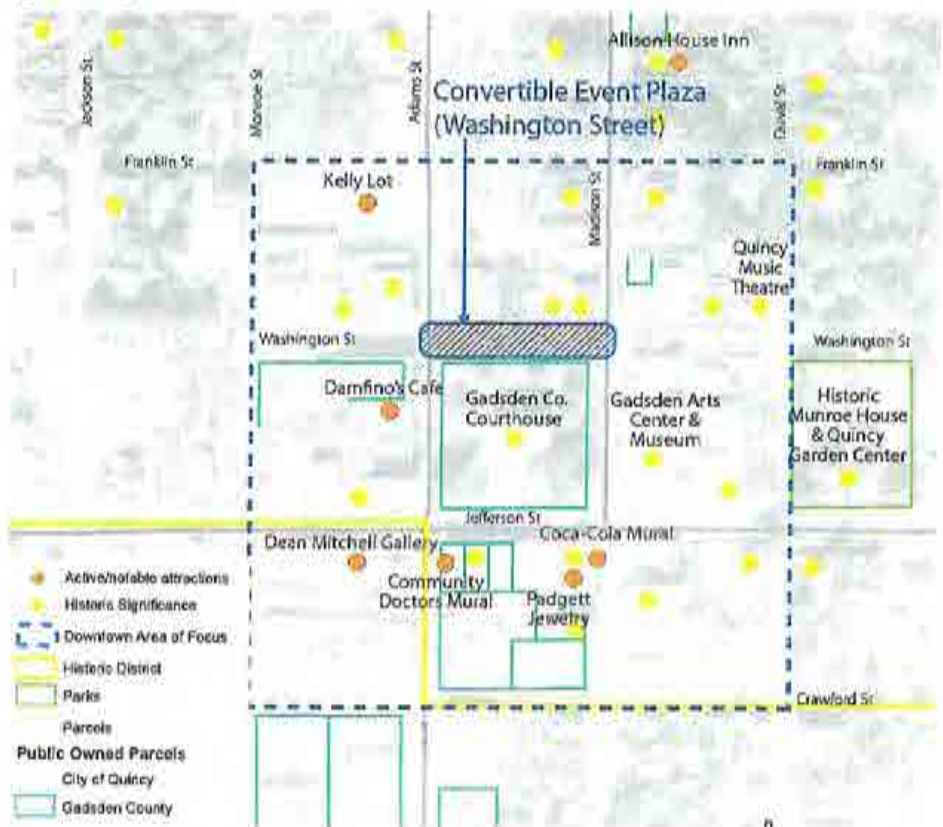 Allison House Inn
Jackson St.
Monroe St
Adams St
Convertible Event Plaza
(Washington Street)
Duval St
Franklin St
Franklin St
Kelly Lot
Madison St
Quincy
Music
Theatre
Washington St
Washington St
Damfino's Cafe
Gadsden Co.
Courthouse
Gadsden Arts
Center &
Museum
Historic
Munroe House
& Quincy
Garden Center
Jefferson St
Dean Mitchell Gallery
Coca-Cola Mural
Community
Doctors Mural
Padgett
Jewelry
Crawford St
Active/notable attractions
Historic Significance
Downtown Area of Focus
Historic District
Parks
Parcels
Public Owned Parcels
City of Quincy
Gadsden County